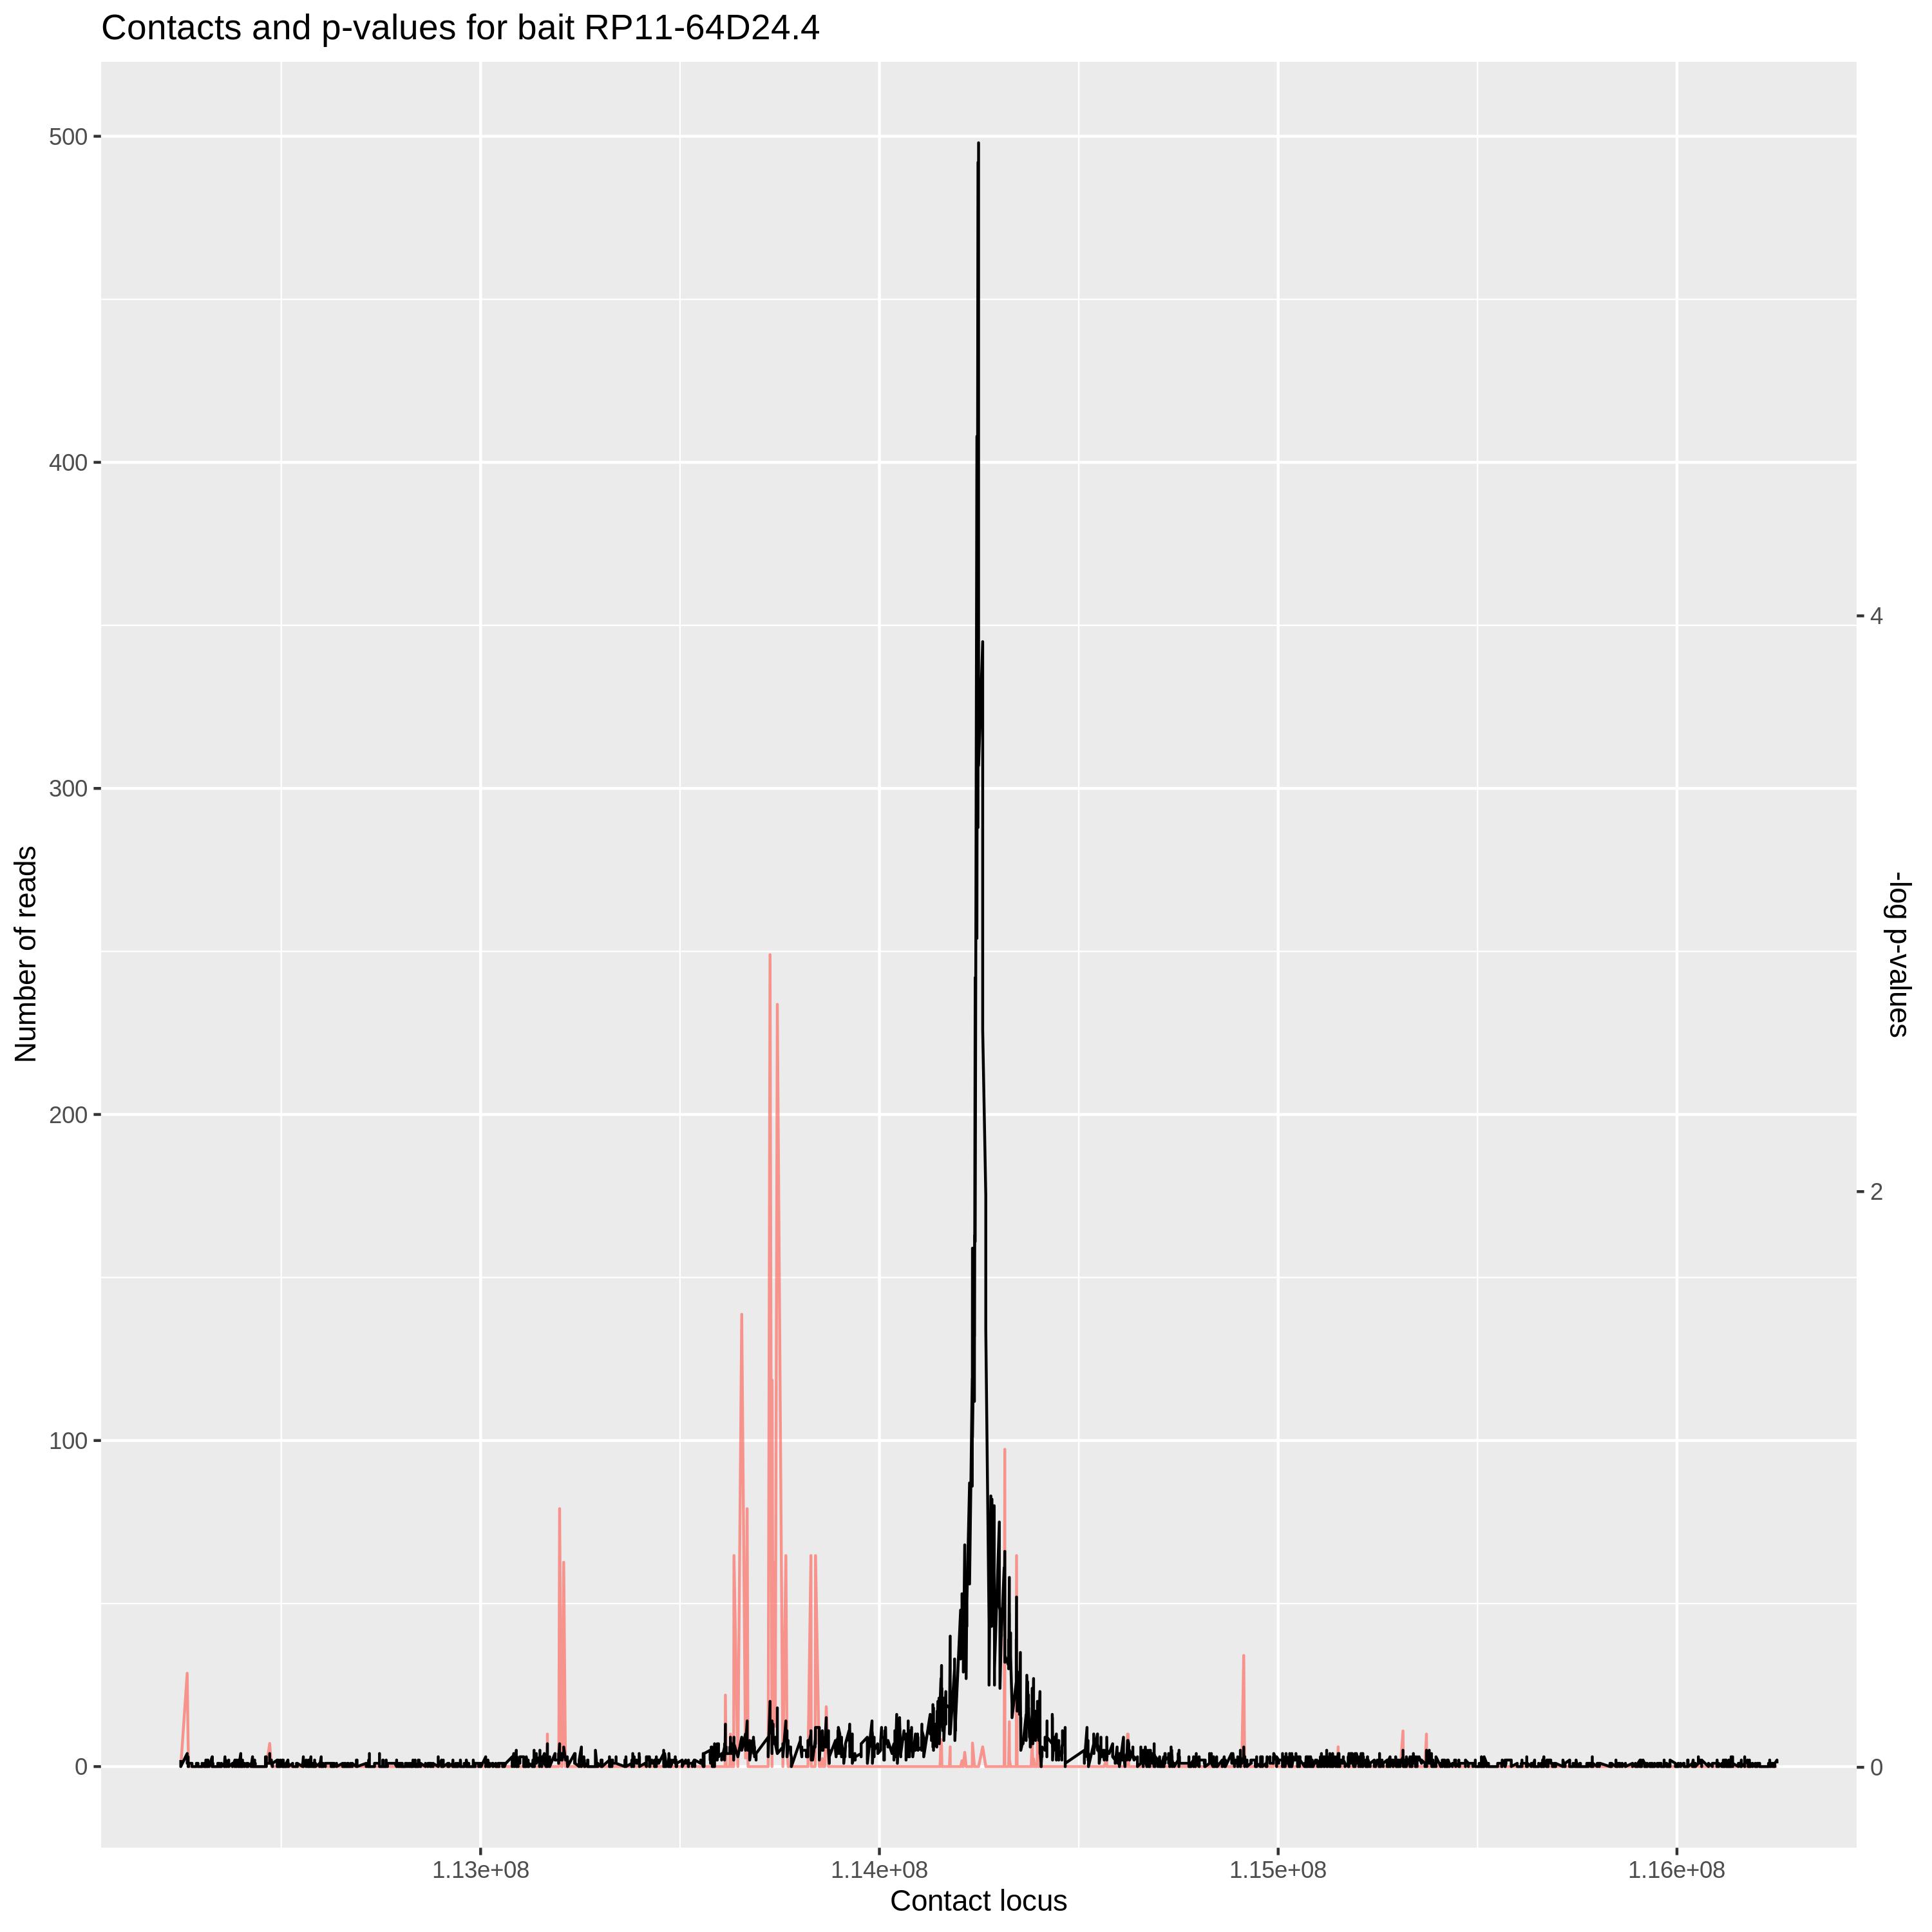 Contacts and p-values for bait RP11-64D24.4
500
400
300
200
100
0
Number of reads
4
2
0
-log p-values
1.13e+08
1.14e+08
1.15e+08
1.16e+08
Contact locus